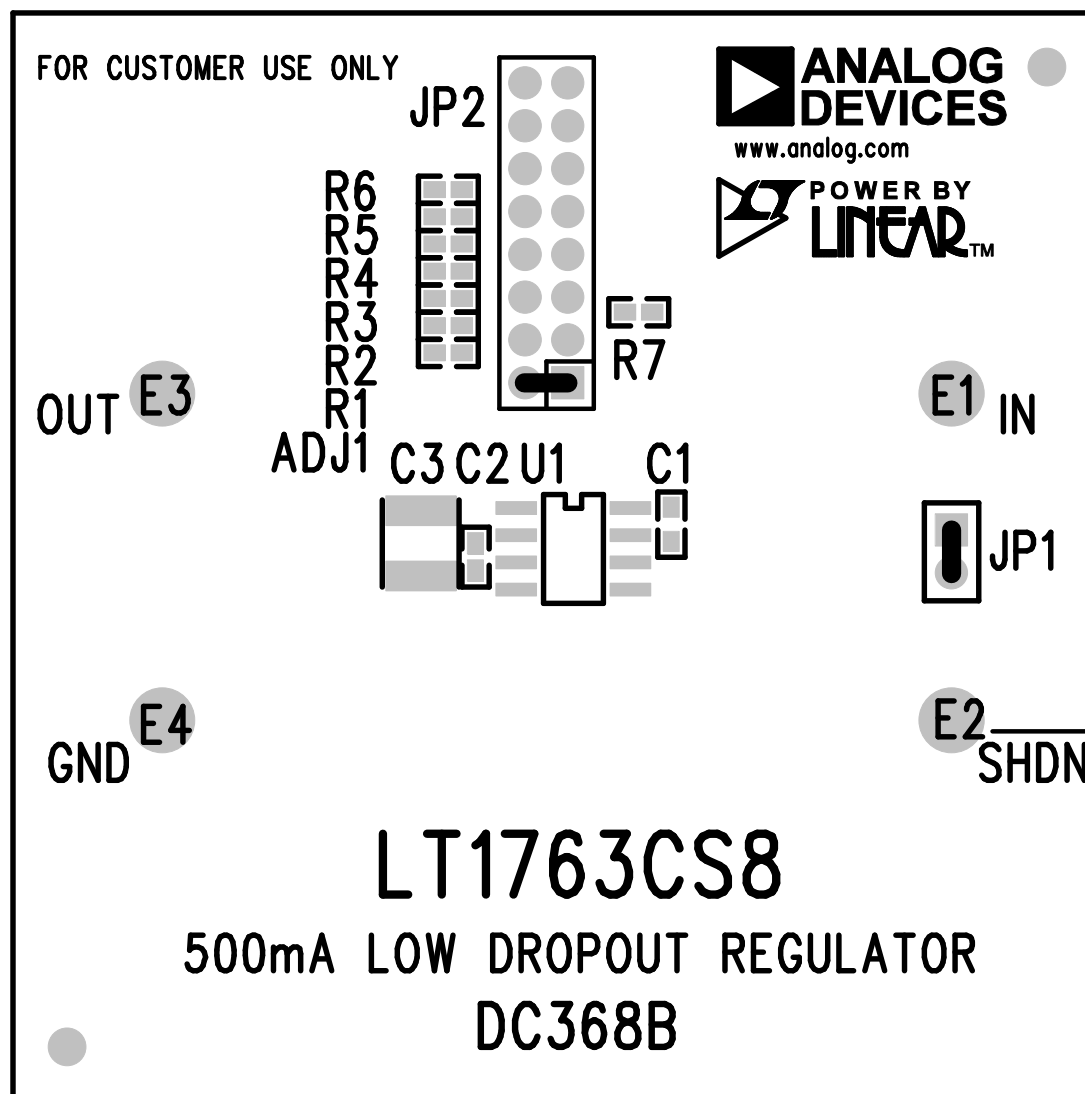 FOR CUSTOMER USE ONLY
JP2
ANALOG
DEVICES
www.analog.com
POWER BY
LINEAR TM
R6
R5
R4
R3
R2
R1
ADJ1
R7
OUT
E3
E1
IN
C3 C2 U1
C1
JP1
E4
GND
E2
SHDN
LT1763CS8
500mA LOW DROPOUT REGULATOR
DC368B